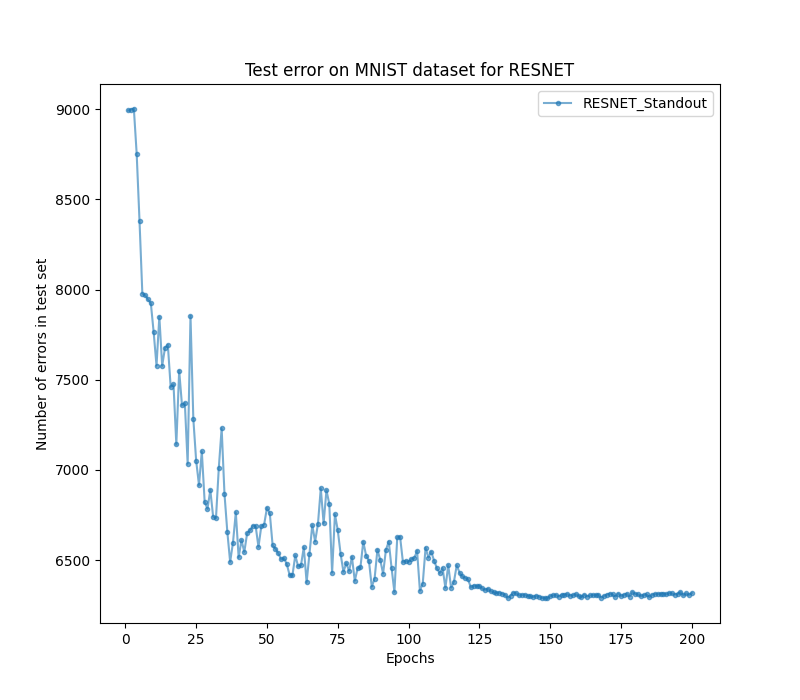 Test error on MNIST dataset for RESNET
RESNET_Standout
Number of errors in test set
9000
8500
8000
7500
7000
6500
0 25 50 75 100 125 150 175 200
Epochs